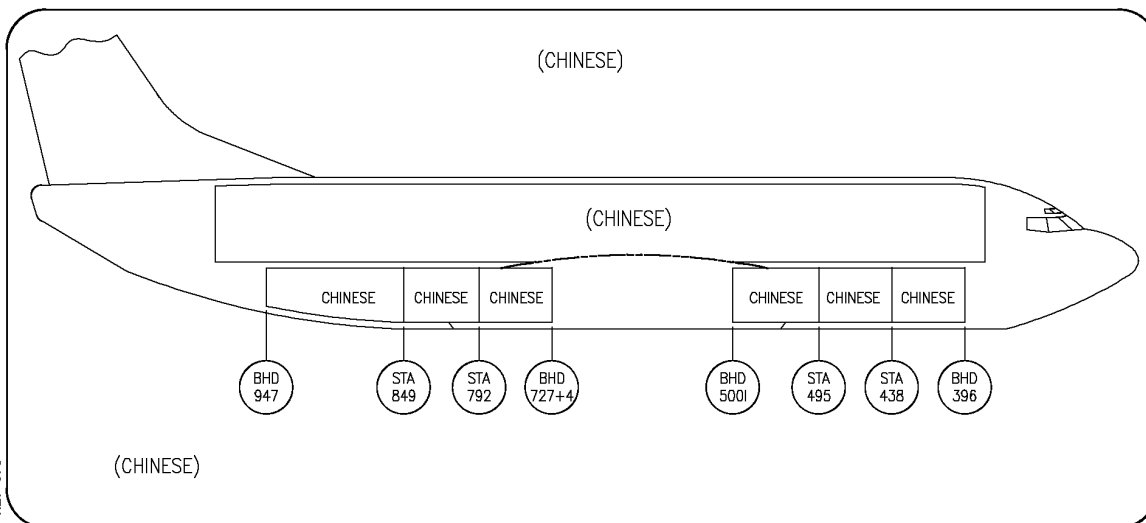 (CHINESE)
(CHINESE)
CHINESE
CHINESE
CHINESE
CHINESE
CHINESE
CHINESE
BHD
947
STA
849
STA
792
BHD
727+4
BHD
500I
STA
495
STA
438
BHD
396
(CHINESE)